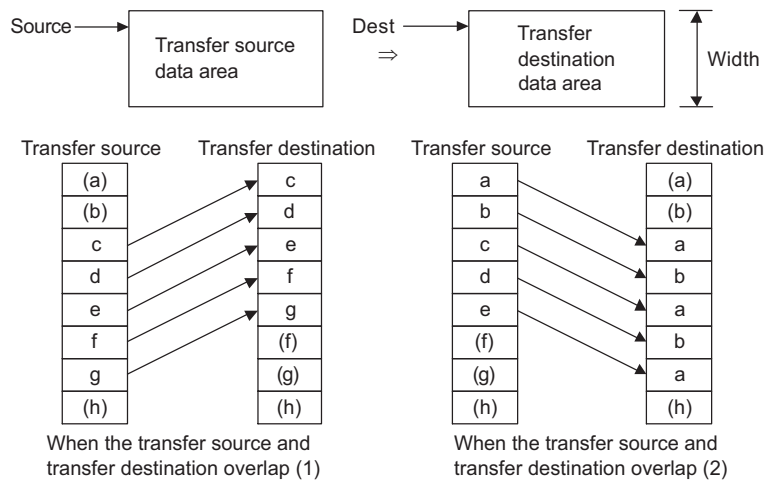 Source
Transfer source
data area
Dest
⇒
Transfer
destination
data area
Width
Transfer source
Transfer destination
(a)
(b)
c
d
e
f
g
(h)
c
d
e
f
g
(f)
(g)
(h)
When the transfer source and
transfer destination overlap (1)
Transfer source
Transfer destination
a
b
c
d
e
(f)
(g)
(h)
(a)
(b)
a
b
a
b
a
(h)
When the transfer source and
transfer destination overlap (2)